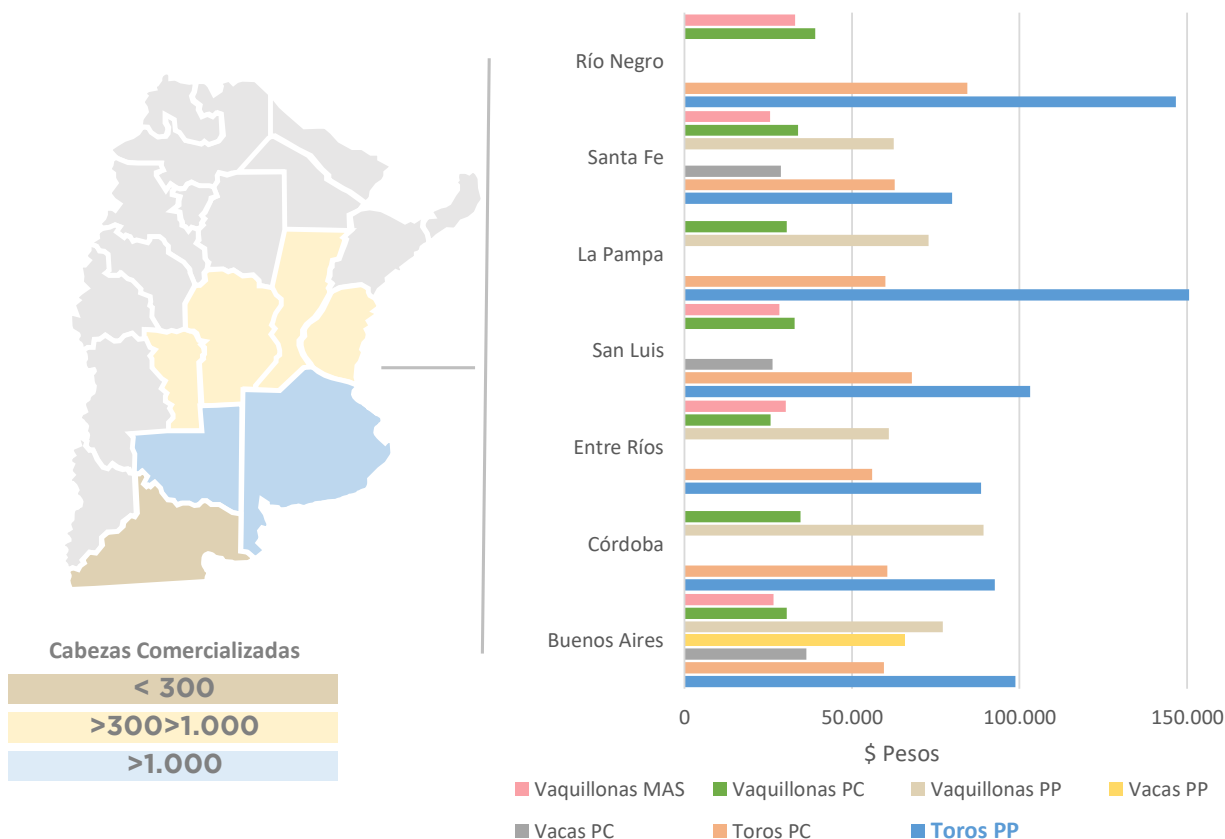 Cabezas Comercializadas
< 300
>300>1.000
>1.000
Río Negro
Santa Fe
La Pampa
San Luis
Entre Ríos
Córdoba
Buenos Aires
0 50.000 100.000 150.000
$ Pesos
Vaquillonas MAS Vaquillonas PC Vaquillonas PP Vacas PP
Vacas PC Toros PC Toros PP